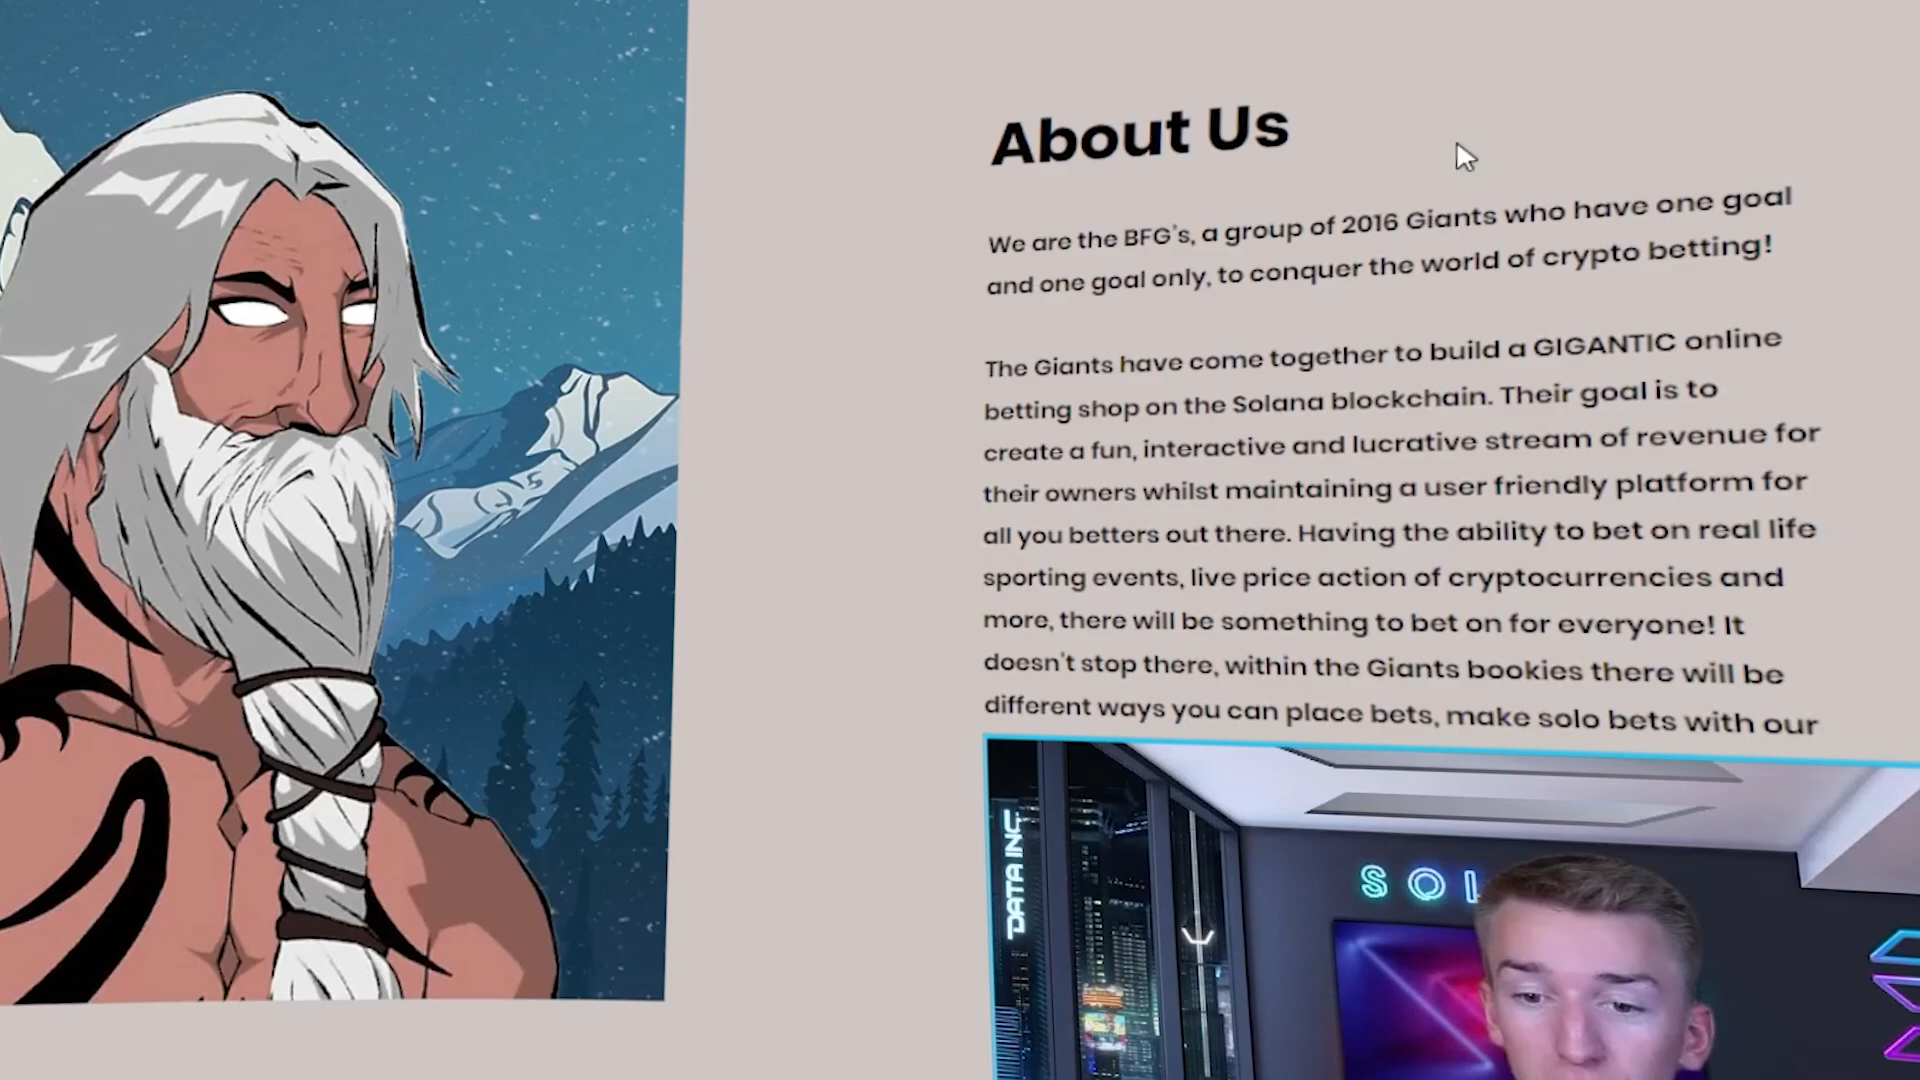 About Us
We are the BFG's, a group of 2016 Giants who have one goal
and one goal only, to conquer the world of crypto betting!
The Giants have come together to build a GIGANTIC online
betting shop on the Solana blockchain. Their goal is to
create a fun, interactive and lucrative stream of revenue for
their owners whilst maintaining a user friendly platform for
all you betters out there. Having the ability to bet on real life
sporting events, live price action of cryptocurrencies and
more, there will be something to bet on for everyone! It
doesn't stop there, within the Giants bookies there will be
different ways you can place bets, make solo bets with our
DATA INC.
SOL